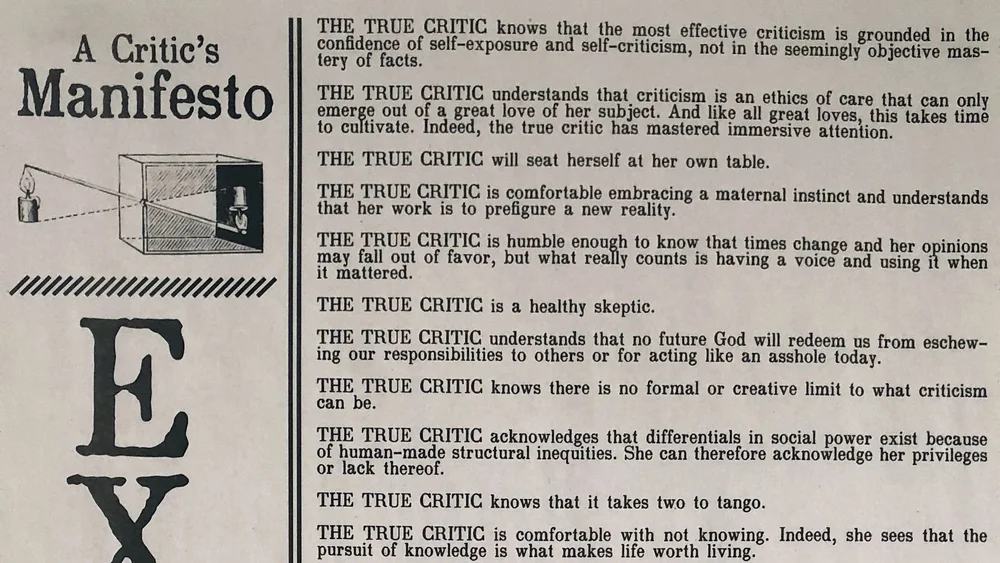 A Critic's
Manifesto
E
X
THE TRUE CRITIC knows that the most effective criticism is grounded in the
confidence of self-exposure and self-criticism, not in the seemingly objective mas-
tery of facts.
THE TRUE CRITIC understands that criticism is an ethics of care that can only
emerge out of a great love of her subject. And like all great loves, this takes time
to cultivate. Indeed, the true critic has mastered immersive attention.
THE TRUE CRITIC will seat herself at her own table.
THE TRUE CRITIC is comfortable embracing a maternal instinct and understands
that her work is to prefigure a new reality.
THE TRUE CRITIC is humble enough to know that times change and her opinions
may fall out of favor, but what really counts is having a voice and using it when
it mattered.
THE TRUE CRITIC is a healthy skeptic.
THE TRUE CRITIC understands that no future God will redeem us from eschew-
ing our responsibilities to others or for acting like an asshole today.
THE TRUE CRITIC knows there is no formal or creative limit to what criticism
can be.
THE TRUE CRITIC acknowledges that differentials in social power exist because
of human-made structural inequities. She can therefore acknowledge her privileges
or lack thereof.
THE TRUE CRITIC knows that it takes two to tango.
THE TRUE CRITIC is comfortable with not knowing. Indeed, she sees that the
pursuit of knowledge is what makes life worth living.